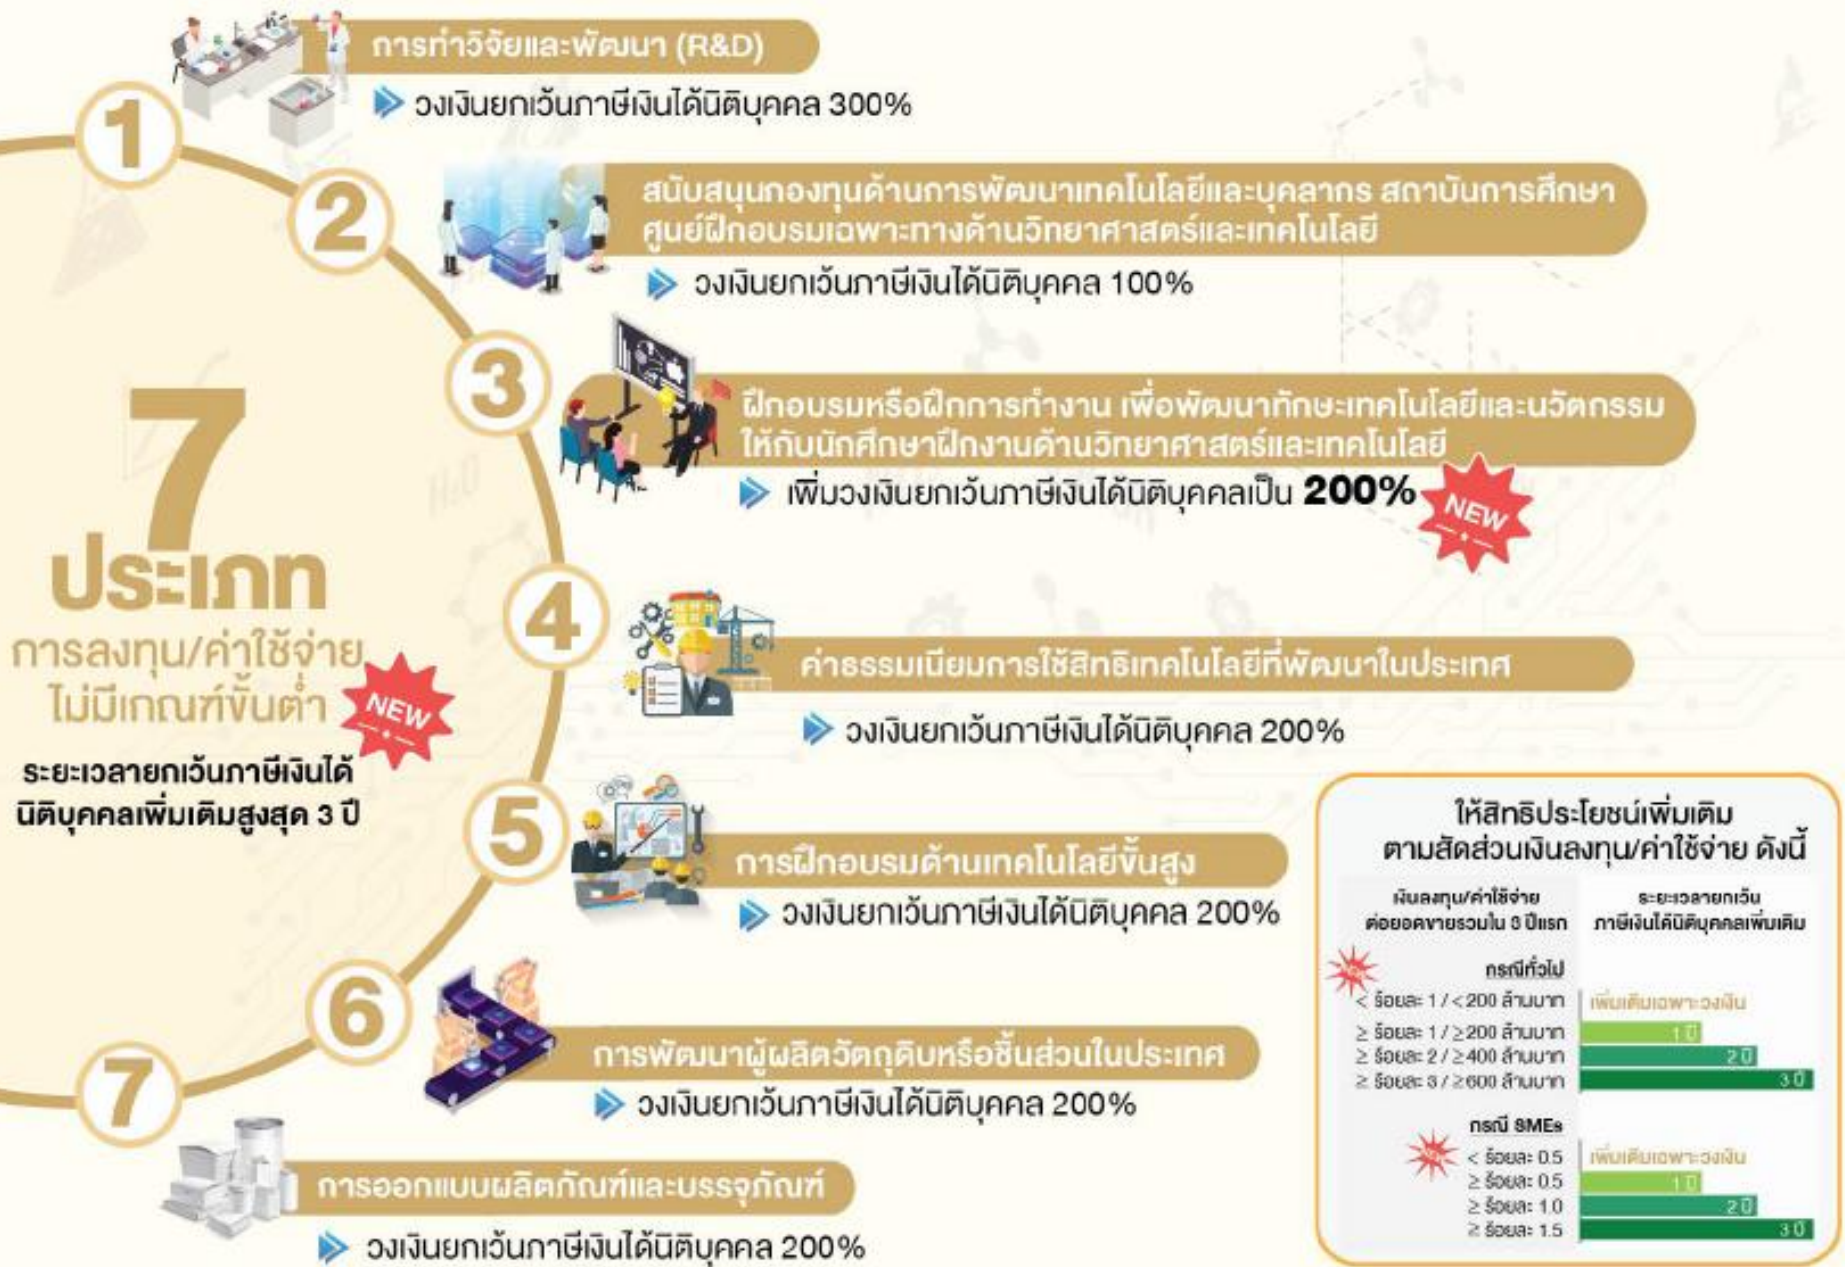 1
การทำวิจัยและพัฒนา (R&D)
วงเงินยกเว้นภาษีเงินได้นิติบุคคล 300%
2
สนับสนุนกองทุนด้านการพัฒนาเทคโนโลยีและบุคลากร สถาบันการศึกษา
ศูนย์ฝึกอบรมเฉพาะทางด้านวิทยาศาสตร์และเทคโนโลยี
วงเงินยกเว้นภาษีเงินได้นิติบุคคล 100%
3
ฝึกอบรมหรือฝึกการทำงาน เพื่อพัฒนาทักษะเทคโนโลยีและนวัตกรรม
ให้กับนักศึกษาฝึกงานด้านวิทยาศาสตร์และเทคโนโลยี
เพิ่มวงเงินยกเว้นภาษีเงินได้นิติบุคคลเป็น 200%
NEW
7
ประเภท
การลงทุน/ค่าใช้จ่าย
ไม่มีเกณฑ์ขั้นต่ำ
NEW
ระยะเวลายกเว้นภาษีเงินได้
นิติบุคคลเพิ่มเติมสูงสุด 3 ปี
4
ค่าธรรมเนียมการใช้สิทธิเทคโนโลยีที่พัฒนาในประเทศ
วงเงินยกเว้นภาษีเงินได้นิติบุคคล 200%
5
การฝึกอบรมด้านเทคโนโลยีขั้นสูง
วงเงินยกเว้นภาษีเงินได้นิติบุคคล 200%
6
การพัฒนาผู้ผลิตวัตถุดิบหรือชิ้นส่วนในประเทศ
วงเงินยกเว้นภาษีเงินได้นิติบุคคล 200%
7
การออกแบบผลิตภัณฑ์และบรรจุภัณฑ์
วงเงินยกเว้นภาษีเงินได้นิติบุคคล 200%
ให้สิทธิประโยชน์เพิ่มเติม
ตามสัดส่วนเงินลงทุน/ค่าใช้จ่าย ดังนี้
เงินลงทุน/ค่าใช้จ่าย
ต่อยอดขายรวมใน 3 ปีแรก
ระยะเวลายกเว้น
ภาษีเงินได้นิติบุคคลเพิ่มเติม
NEW
กรณีทั่วไป
< ร้อยละ 1 / <200 ล้านบาท เพิ่มเติมเฉพาะวงเงิน
≥ ร้อยละ 1 / ≥200 ล้านบาท 1 ปี
≥ ร้อยละ 2 / ≥400 ล้านบาท 2 ปี
≥ ร้อยละ 3 / ≥600 ล้านบาท 3 ปี
กรณี SMEs
NEW
< ร้อยละ 0.5 เพิ่มเติมเฉพาะวงเงิน
≥ ร้อยละ 0.5 1 ปี
≥ ร้อยละ 1.0 2 ปี
≥ ร้อยละ 1.5 3 ปี